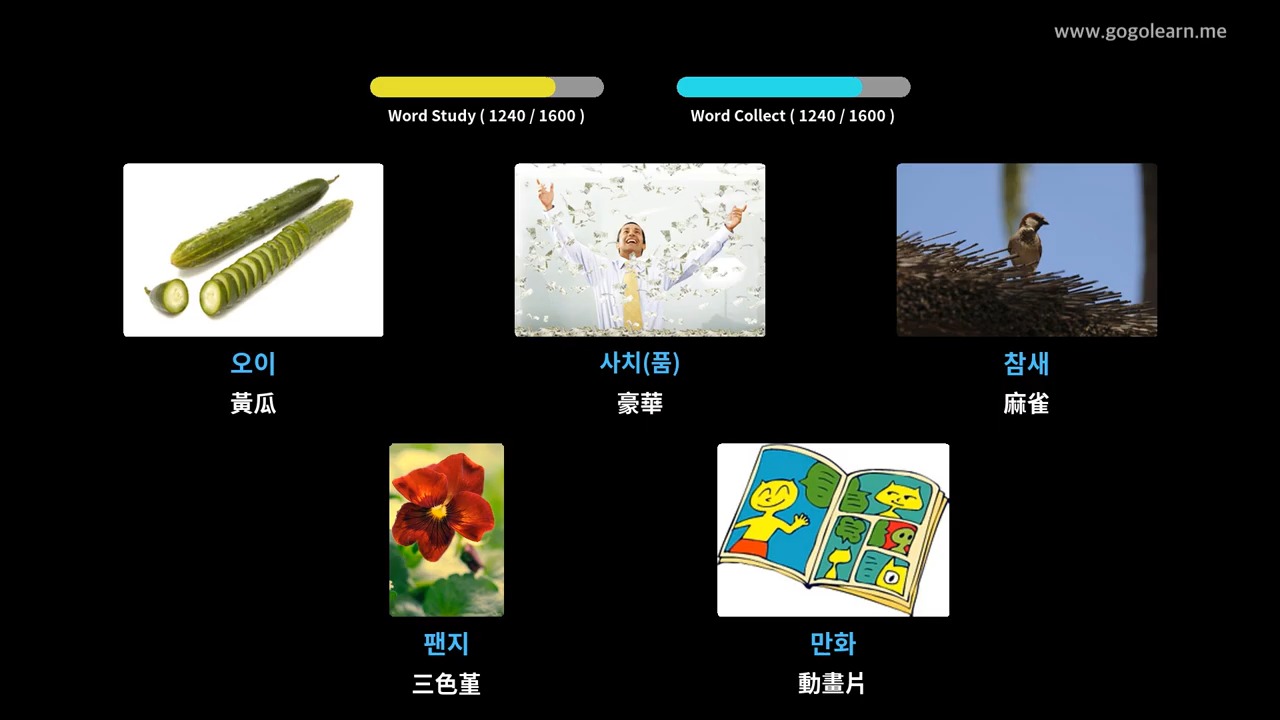 www.gogolearn.me
Word Study ( 1240 / 1600 )
Word Collect ( 1240 / 1600 )
오이
黃瓜
사치(품)
豪華
참새
麻雀
팬지
三色堇
만화
動畫片